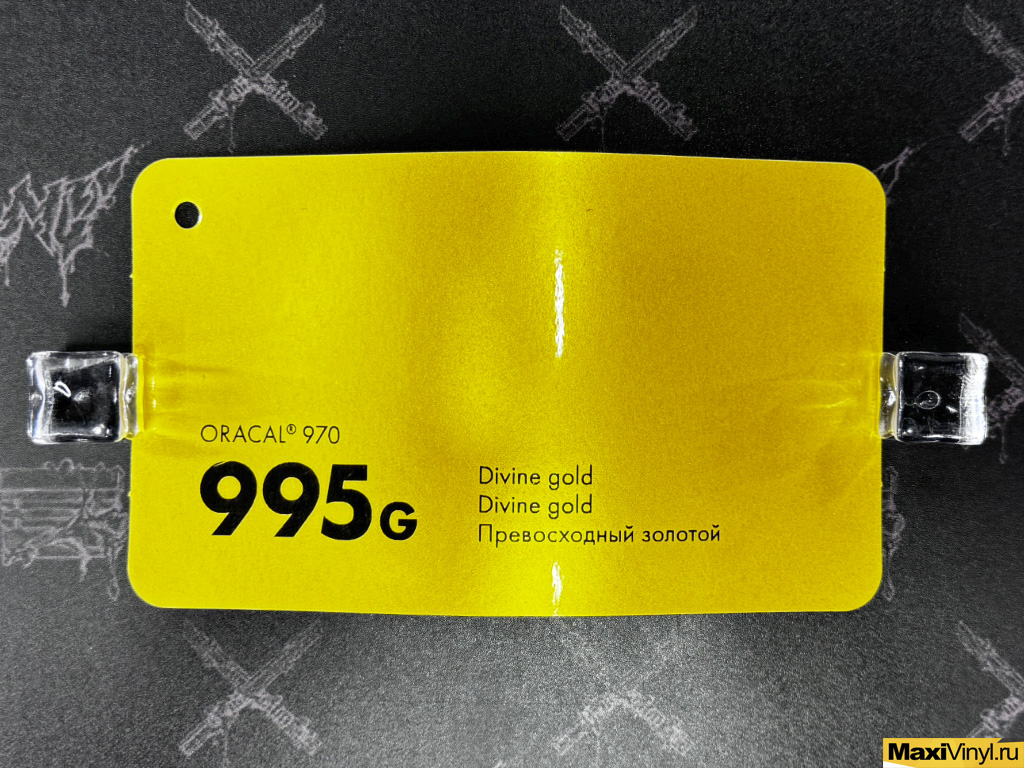 ORACAL® 970
995G
Divine gold
Divine gold
Превосходный золотой
MaxiVinyl.ru